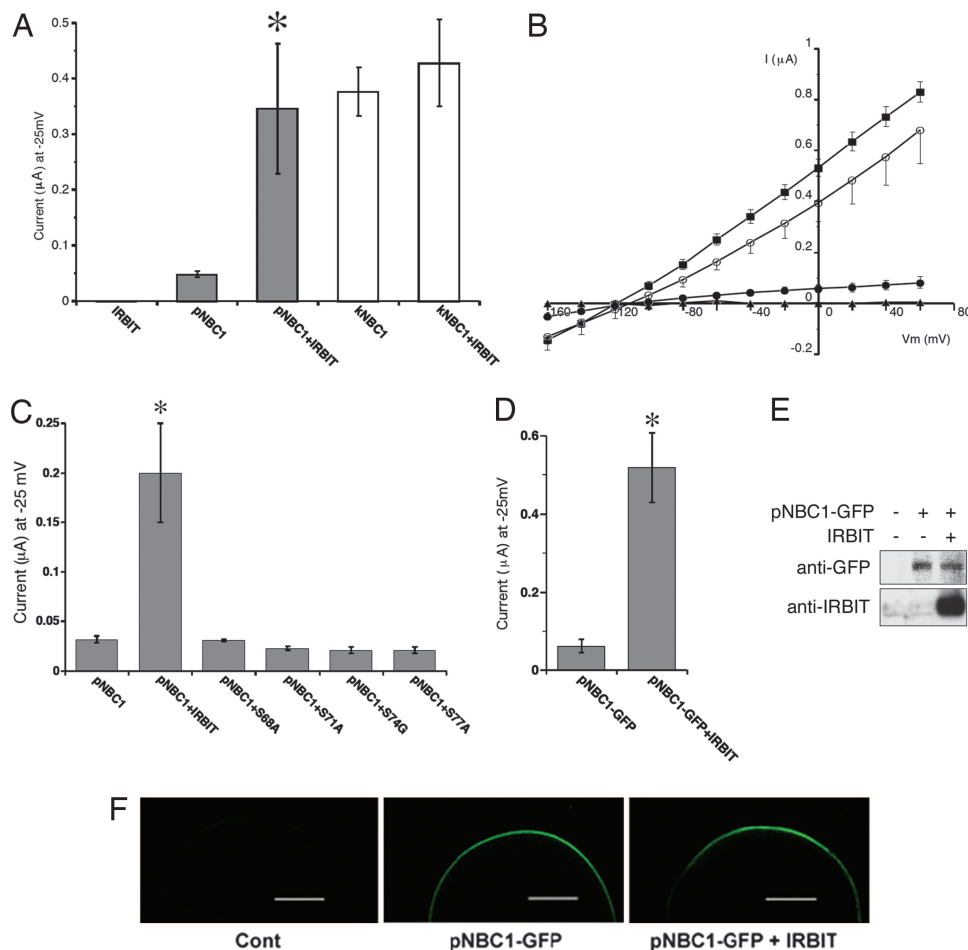 A
Current (µA) at -25mV
0.5
0.4
0.3
0.2
0.1
0
*
IRBIT
pNBC1
pNBC1+IRBIT
kNBC1
kNBC1+IRBIT
B
I (µA)
1
0.8
0.6
0.4
0.2
-0.2
-160
-120
-80
-40
0
40
80
Vm (mV)
C
Current (µA) at -25 mV
0.25
0.2
0.15
0.1
0.05
0
*
pNBC1
pNBC1+IRBIT
pNBC1+S68A
pNBC1+S71A
pNBC1+S74G
pNBC1+S77A
D
Current (µA) at -25mV
0.6
0.4
0.2
0
*
pNBC1-GFP
pNBC1-GFP+IRBIT
E
pNBC1-GFP - + +
IRBIT - - +
anti-GFP
anti-IRBIT
F
Cont
pNBC1-GFP
pNBC1-GFP + IRBIT